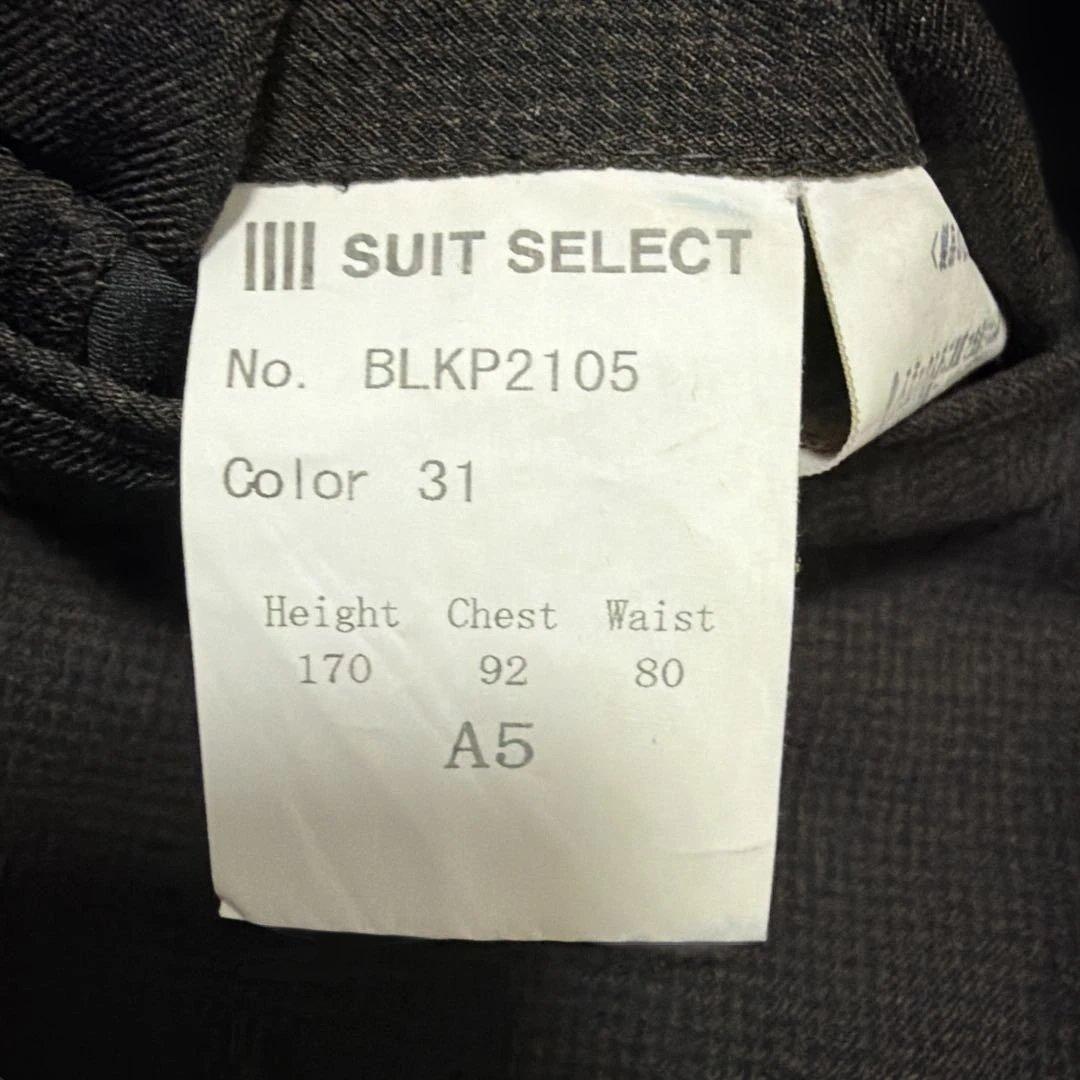 SUIT SELECT
No. BLKP2105
Color 31
Height Chest Waist
170 92 80
A5